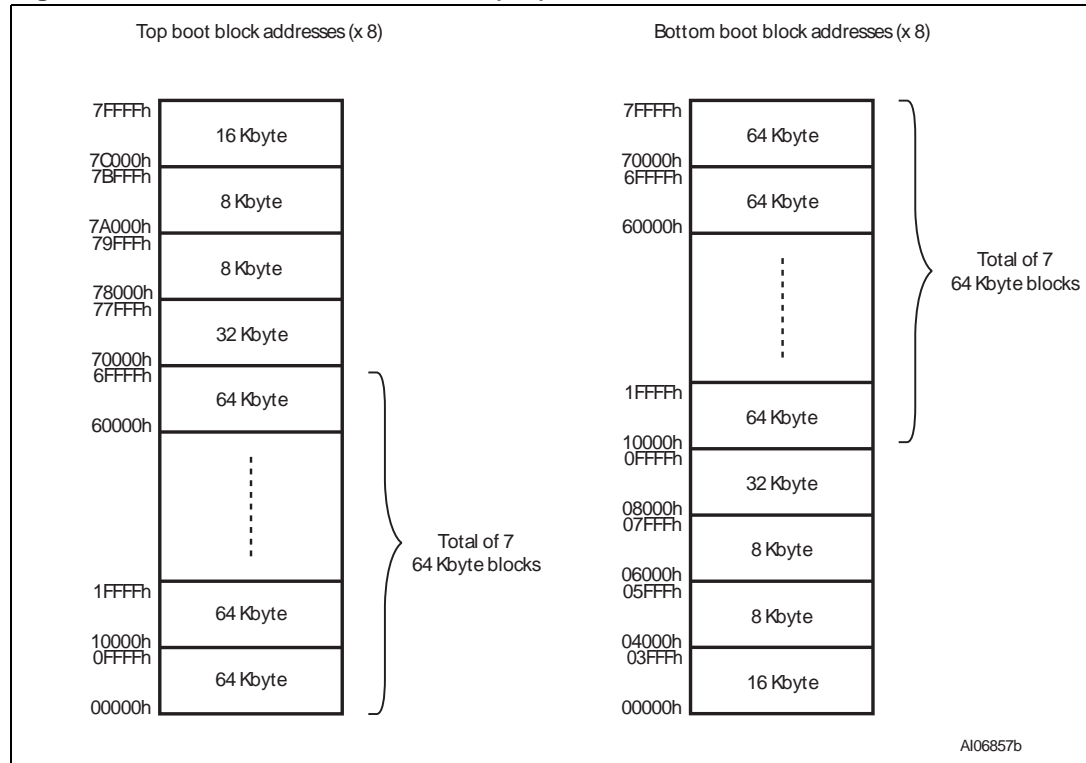 Top boot block addresses (x 8)
7FFFFh
16 Kbyte
7C000h
7BFFFh
8 Kbyte
7A000h
79FFFh
8 Kbyte
78000h
77FFFh
32 Kbyte
70000h
6FFFFh
64 Kbyte
60000h
Total of 7
64 Kbyte blocks
1FFFFh
64 Kbyte
10000h
0FFFFh
64 Kbyte
00000h
Bottom boot block addresses (x 8)
7FFFFh
64 Kbyte
70000h
6FFFFh
64 Kbyte
60000h
Total of 7
64 Kbyte blocks
1FFFFh
64 Kbyte
10000h
0FFFFh
32 Kbyte
08000h
07FFFh
8 Kbyte
06000h
05FFFh
8 Kbyte
04000h
03FFFh
16 Kbyte
00000h
AI06857b